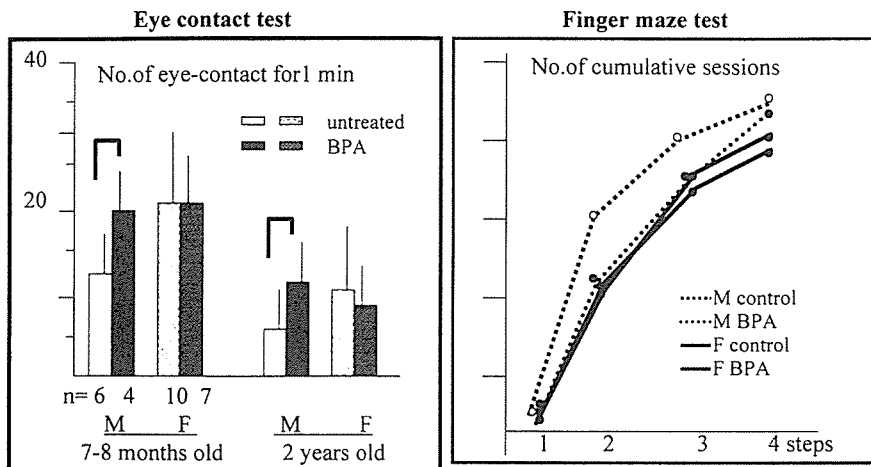 Eye contact test
40
No.of eye-contact for1 min
untreated
BPA
20
n= 6 4 10 7
M F M F
7-8 months old 2 years old
Finger maze test
No.of cumulative sessions
M control
M BPA
F control
F BPA
1 2 3 4 steps